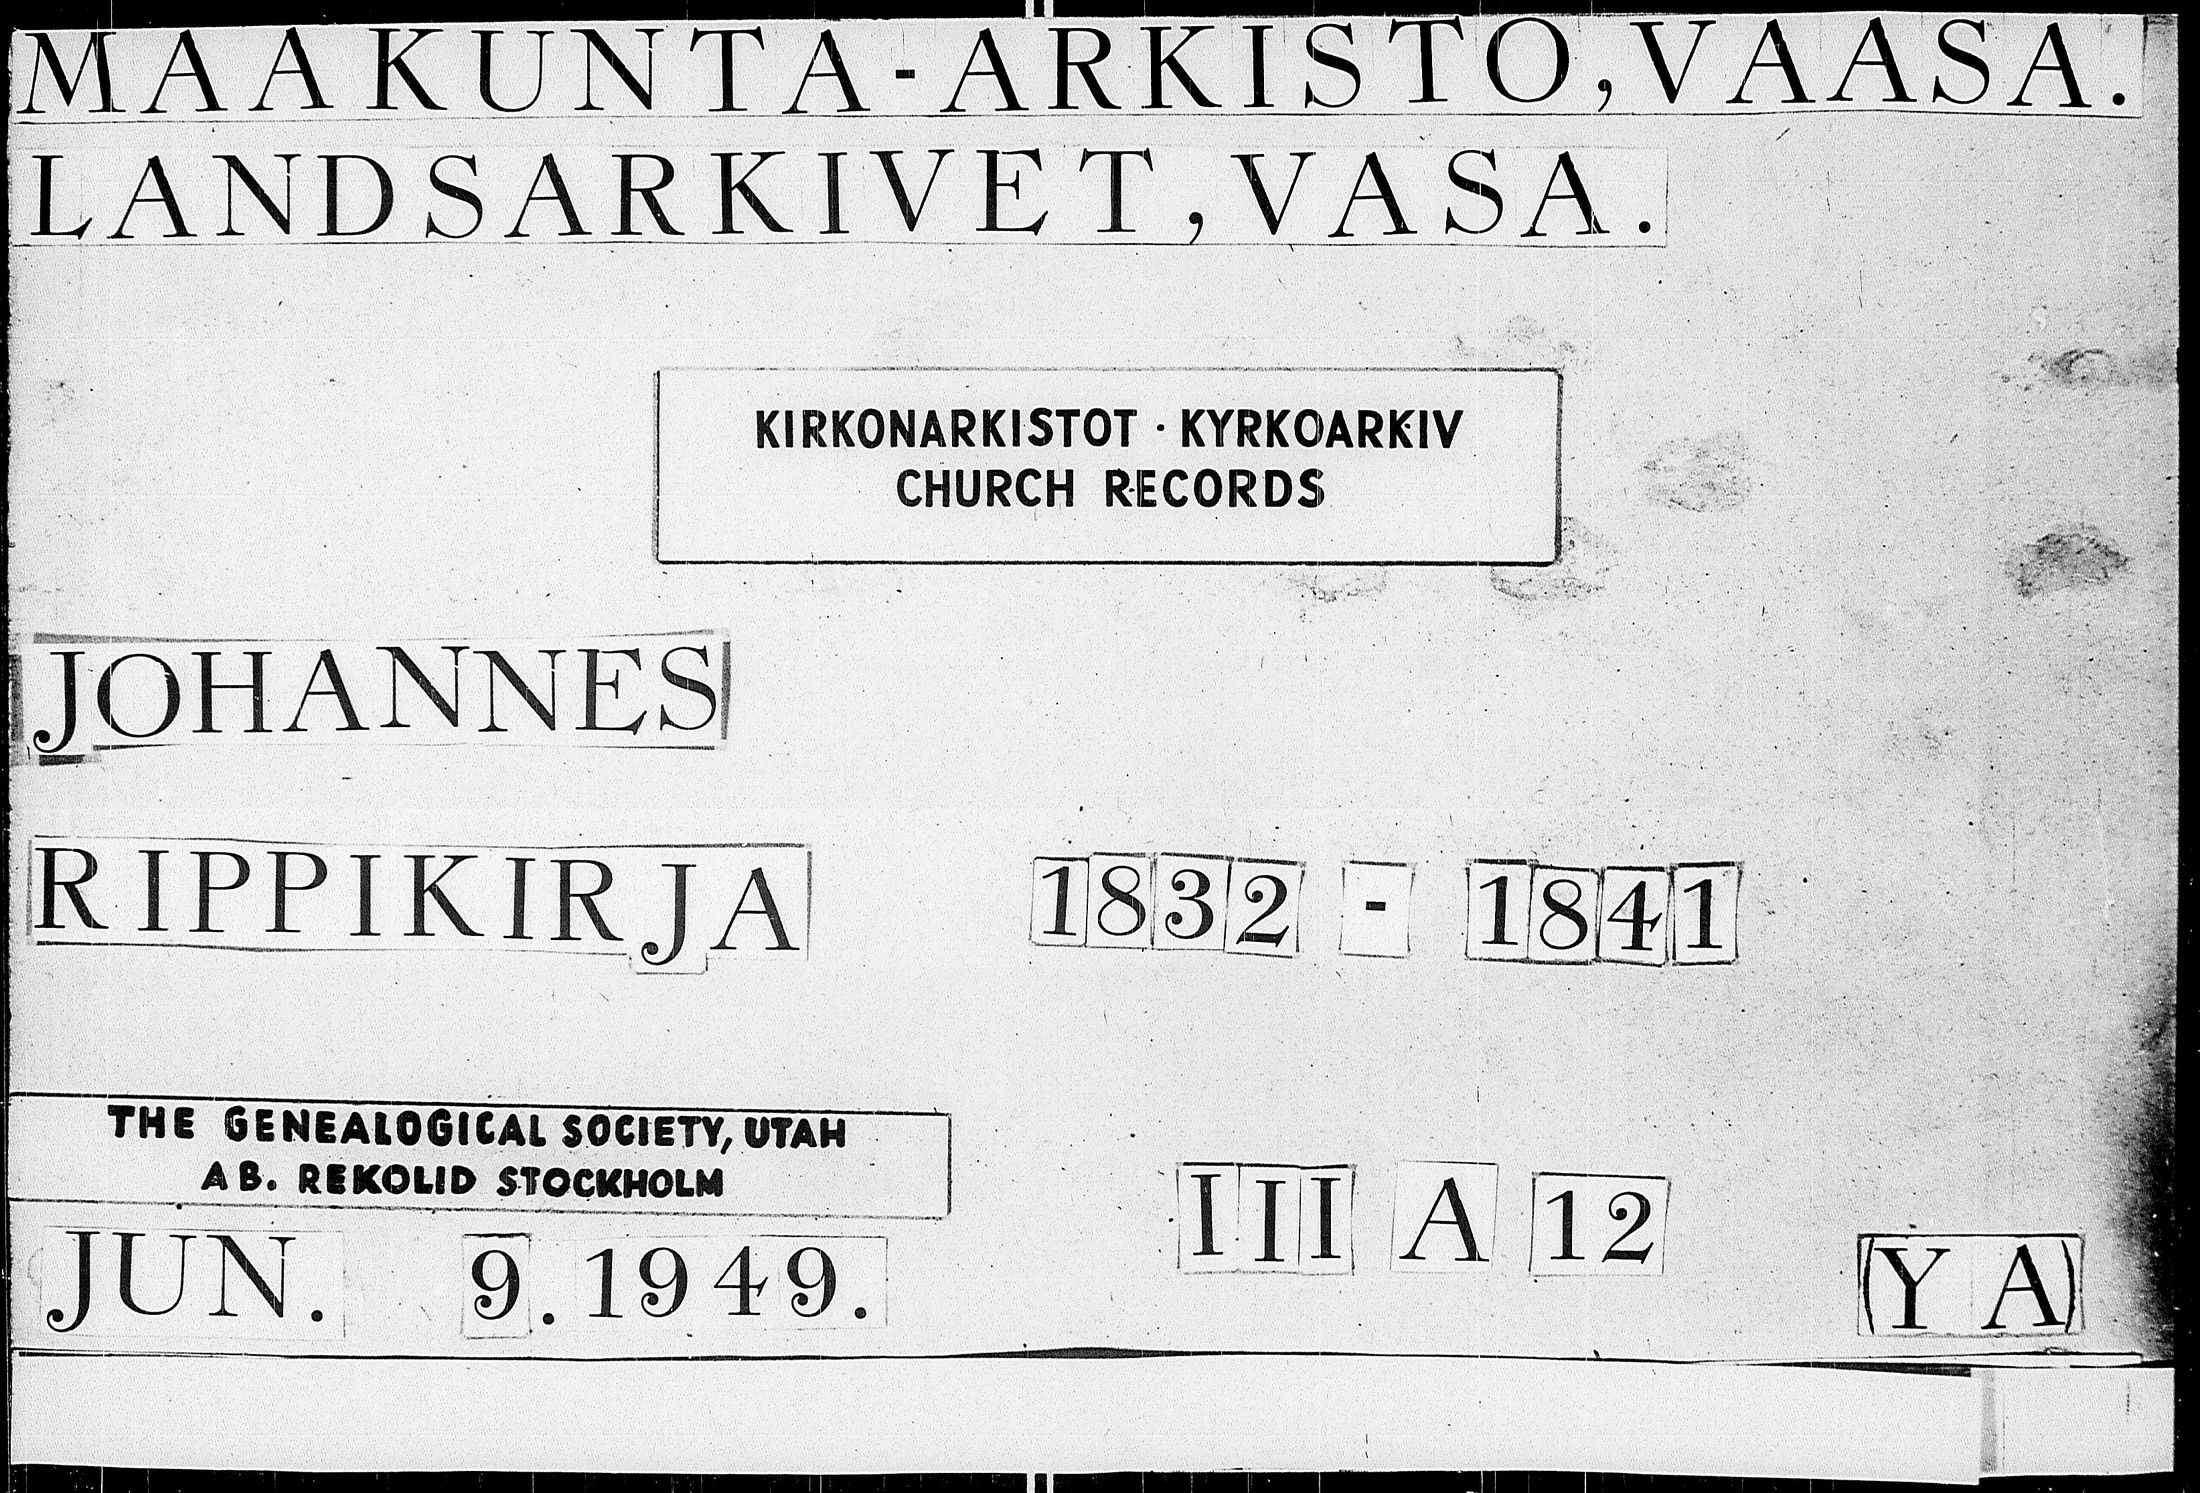 MAAKUNTA-ARKISTO, VAASA.
LANDSARKIVET, VASA.
KIRKONARKISTOT · KYRKOARKIV
CHURCH RECORDS
JOHANNES
RIPPIKIRJA 1832 - 1841
THE GENEALOGICAL SOCIETY, UTAH
AB. REKOLID STOCKHOLM
III A 12
JUN. 9. 1949.
(Y A)